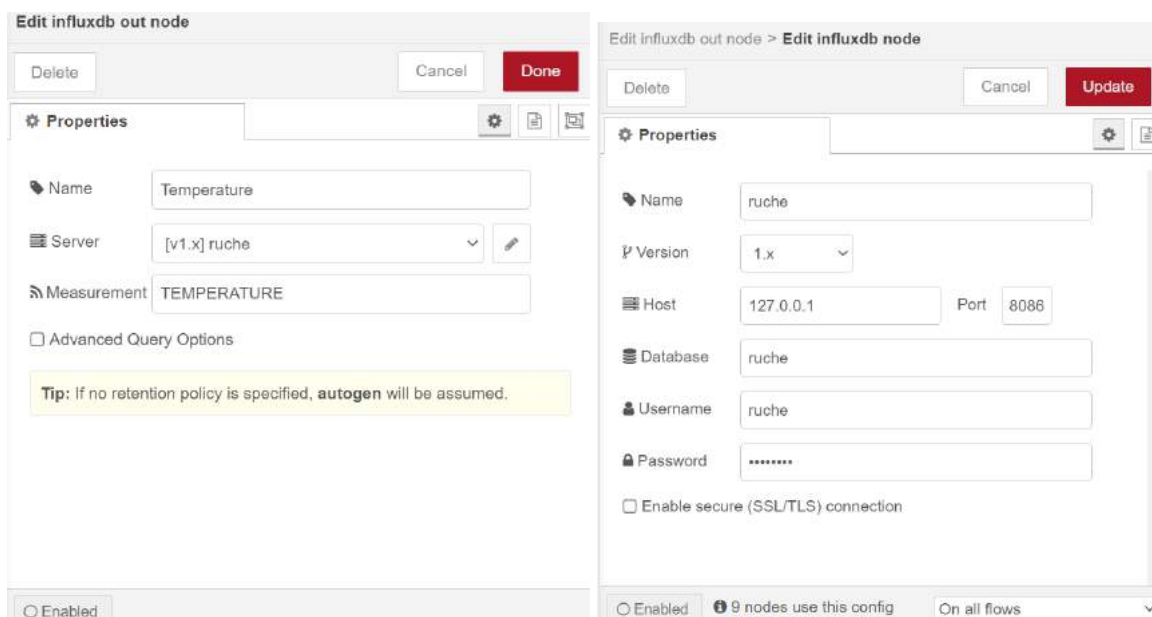 Edit influxdb out node
Delete
Cancel
Done
Properties
Name
Temperature
Server
[v1.x] ruche
Measurement
TEMPERATURE
Advanced Query Options
Tip: If no retention policy is specified, autogen will be assumed.
Enabled
Edit influxdb out node > Edit influxdb node
Delete
Cancel
Update
Properties
Name
ruche
Version
1.x
Host
127.0.0.1
Port
8086
Database
ruche
Username
ruche
Password
••••••••
Enable secure (SSL/TLS) connection
Enabled
9 nodes use this config
On all flows